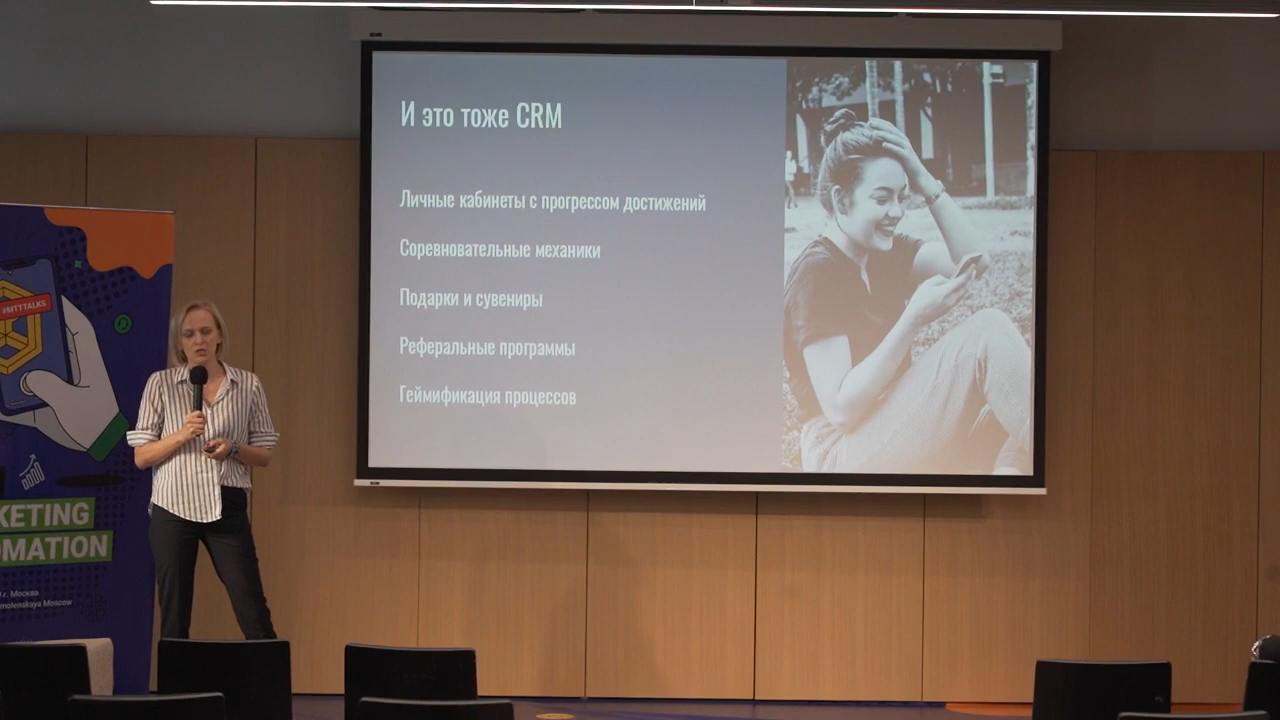 И это тоже CRM
Личные кабинеты с прогрессом достижений
Соревновательные механики
Подарки и сувениры
Реферальные программы
Геймификация процессов
#MTTTALKS
KETING
OMATION
г. Москва
molenskaya Moscow